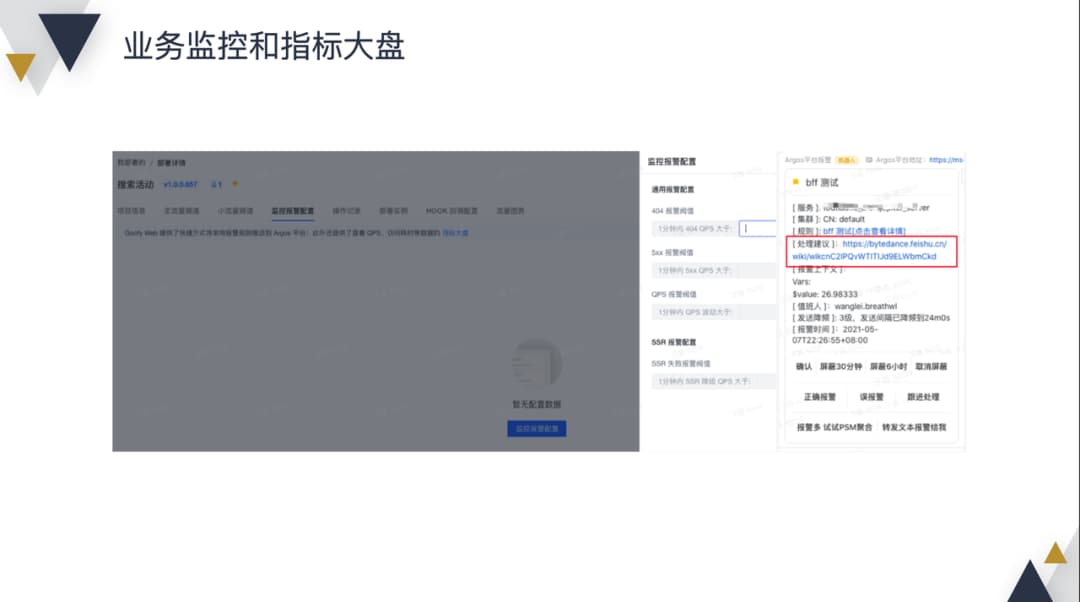 业务监控和指标大盘
我部署的 / 部署详情
搜索活动 v1.0.0.657 1
项目信息 主流量频道 小流量频道 监控报警配置 操作记录 部署实例 MOOK 回调配置 流量图表
Goofy Web 提供了快捷方式将常用报警规则推送到 Argos 平台; 此外还提供了查看 QPS、访问耗时等数据的 指标大盘
暂无配置数据
监控报警配置
监控报警配置
通用报警配置
404 报警阈值
1分钟内 404 QPS 大于:
5xx 报警阈值
1分钟内 5xx QPS 大于:
QPS 报警阈值
1分钟内 QPS 波动大于:
SSR 报警配置
SSR 失败报警阈值
1分钟内 SSR 降级 QPS 大于:
Argos平台报警 机器人 Argos平台地址: https://ms-
bff 测试
[ 服务 ]:
[ 集群 ]: CN: default
[ 规则 ]: bff 测试[点击查看详情]
[ 处理建议 ]: https://bytedance.feishu.cn/
wiki/wikcnC2IPQvWTITIJd9ELWbmCkd
[ 报警上下文 ]:
Vars:
$value: 26.98333
[ 值班人 ]: wanglei.breathwl
[ 发送降频 ]: 3级，发送间隔已降频到24m0s
[ 报警时间 ]: 2021-05-
07T22:26:55+08:00
确认 屏蔽30分钟 屏蔽6小时 取消屏蔽
正确报警 误报警 跟进处理
报警多 试试PSM聚合 转发文本报警给我